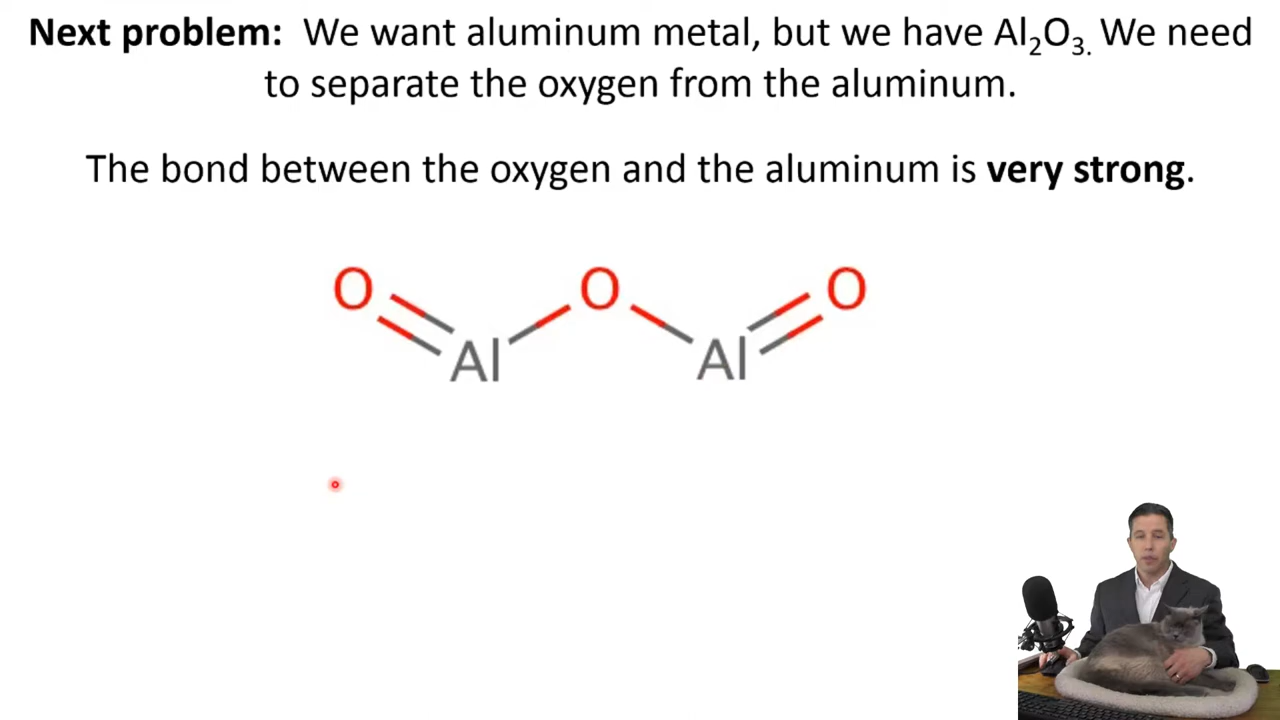 Next problem: We want aluminum metal, but we have Al₂O₃. We need
to separate the oxygen from the aluminum.
The bond between the oxygen and the aluminum is very strong.
O O O
Al Al